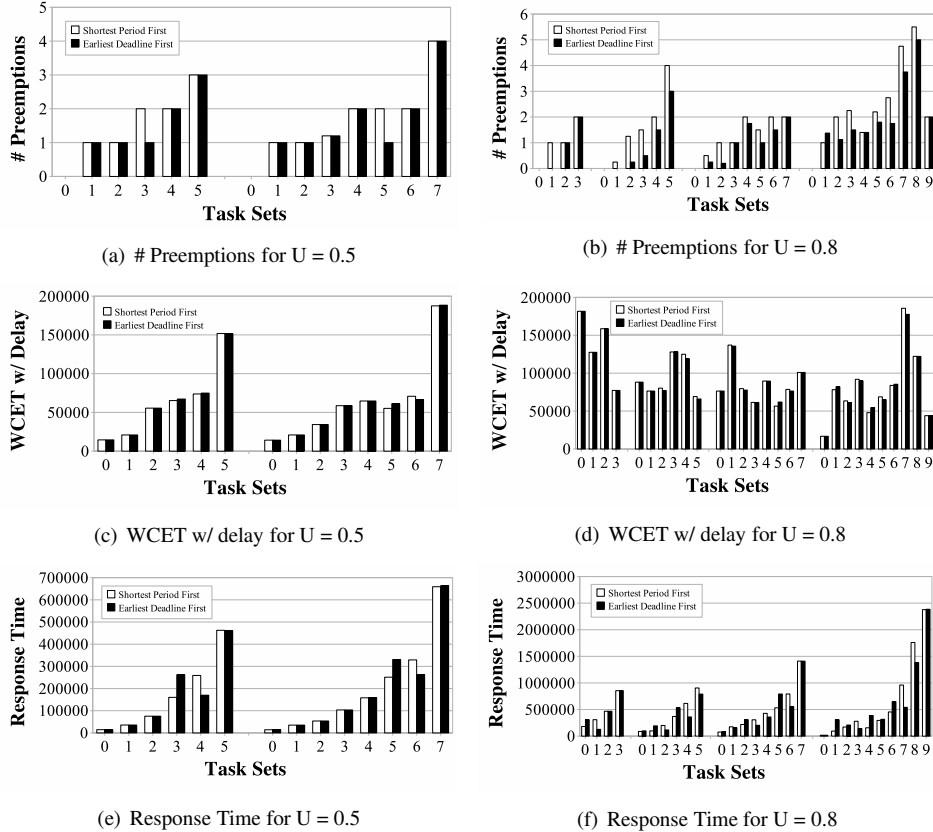 5
4
3
2
1
0
# Preemptions
Shortest Period First
Earliest Deadline First
0 1 2 3 4 5 0 1 2 3 4 5 6 7
Task Sets
(a) # Preemptions for U = 0.5
6
5
4
3
2
1
0
# Preemptions
Shortest Period First
Earliest Deadline First
0 1 2 3 0 1 2 3 4 5 0 1 2 3 4 5 6 7 0 1 2 3 4 5 6 7 8 9
Task Sets
(b) # Preemptions for U = 0.8
200000
150000
100000
50000
0
WCET w/ Delay
Shortest Period First
Earliest Deadline First
0 1 2 3 4 5 0 1 2 3 4 5 6 7
Task Sets
(c) WCET w/ delay for U = 0.5
200000
150000
100000
50000
0
WCET w/ Delay
Shortest Period First
Earliest Deadline First
0 1 2 3 0 1 2 3 4 5 0 1 2 3 4 5 6 7 0 1 2 3 4 5 6 7 8 9
Task Sets
(d) WCET w/ delay for U = 0.8
700000
600000
500000
400000
300000
200000
100000
0
Response Time
Shortest Period First
Earliest Deadline First
0 1 2 3 4 5 0 1 2 3 4 5 6 7
Task Sets
(e) Response Time for U = 0.5
3000000
2500000
2000000
1500000
1000000
500000
0
Response Time
Shortest Period First
Earliest Deadline First
0 1 2 3 0 1 2 3 4 5 0 1 2 3 4 5 6 7 0 1 2 3 4 5 6 7 8 9
Task Sets
(f) Response Time for U = 0.8